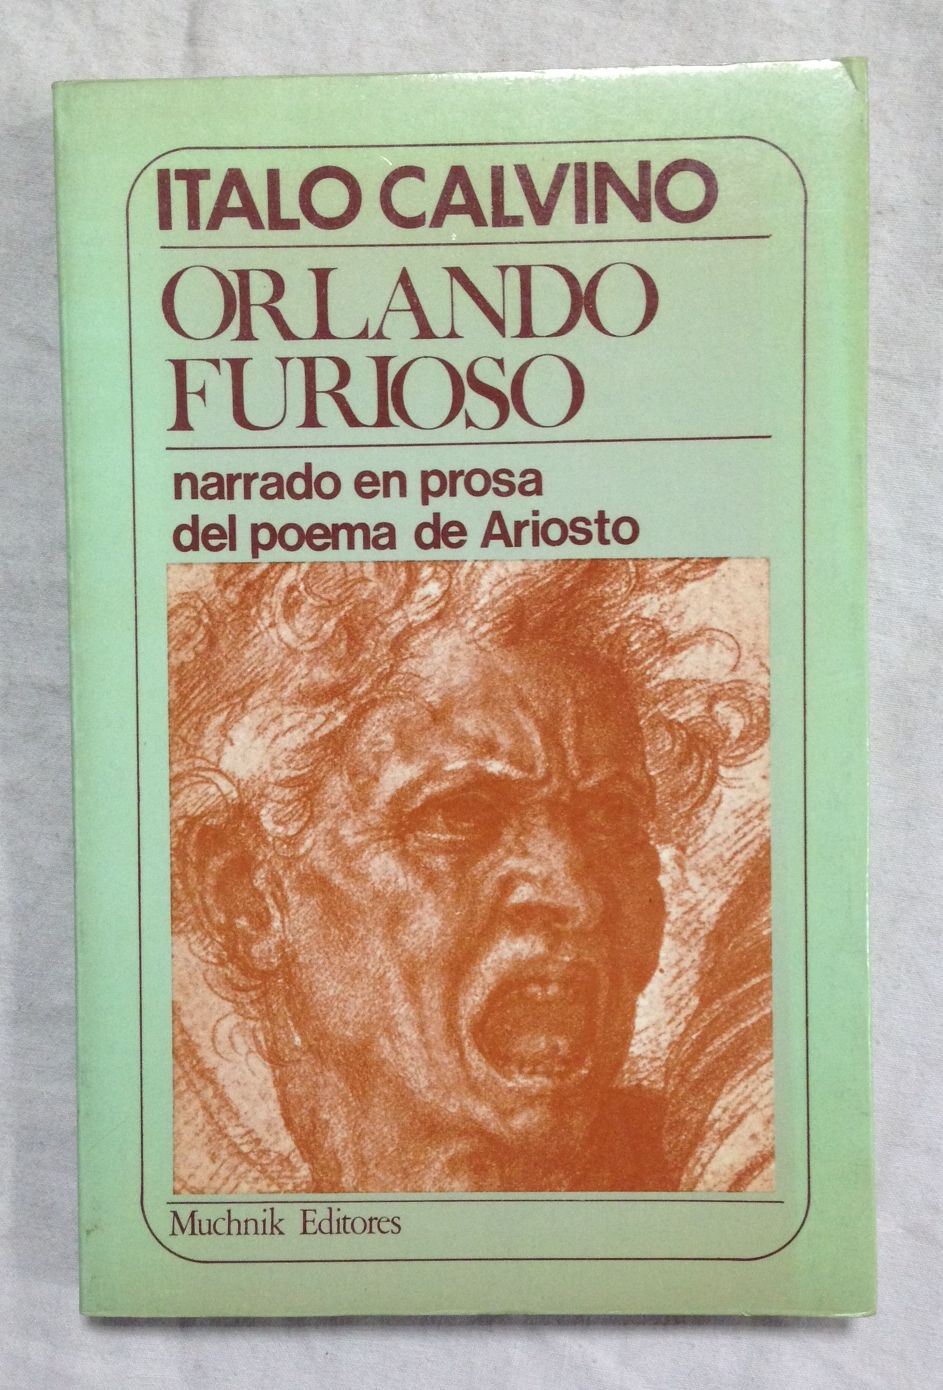 ITALO CALVINO
ORLANDO
FURIOSO
narrado en prosa
del poema de Ariosto
Muchnik Editores